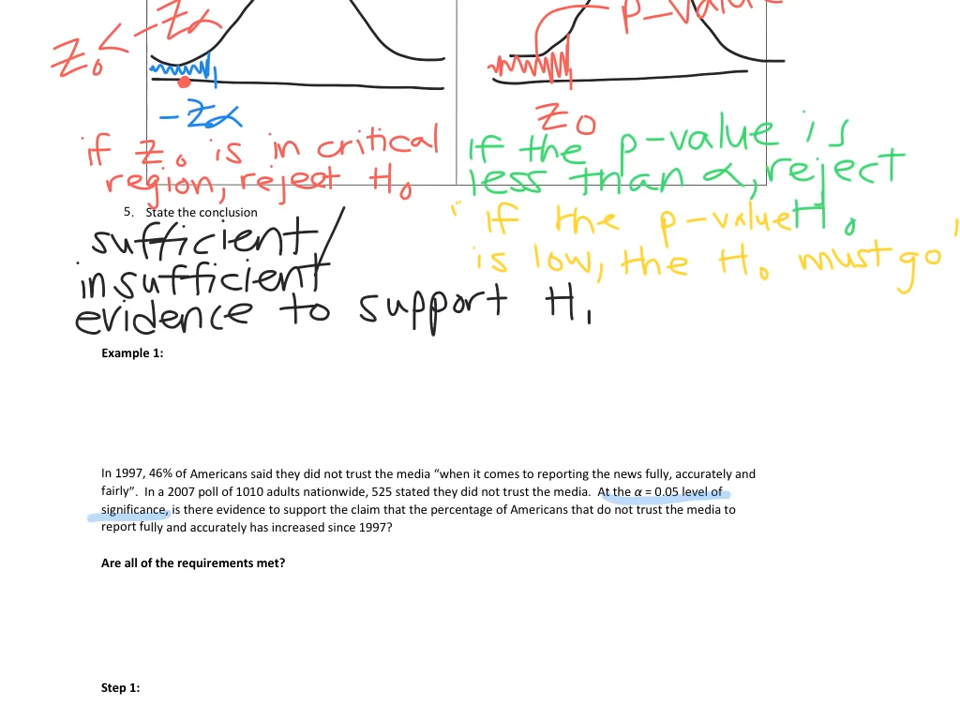 Z₀ < -Zα
p-value
-Zα
Z₀
if Z₀ is in critical
region, reject H₀
If the p-value is
less than α, reject
H₀
5. State the conclusion
"if the p-value
is low, the H₀ must go"
sufficient/
insufficient
evidence to support H₁
Example 1:
In 1997, 46% of Americans said they did not trust the media “when it comes to reporting the news fully, accurately and
fairly”. In a 2007 poll of 1010 adults nationwide, 525 stated they did not trust the media. At the α = 0.05 level of
significance, is there evidence to support the claim that the percentage of Americans that do not trust the media to
report fully and accurately has increased since 1997?
Are all of the requirements met?
Step 1: